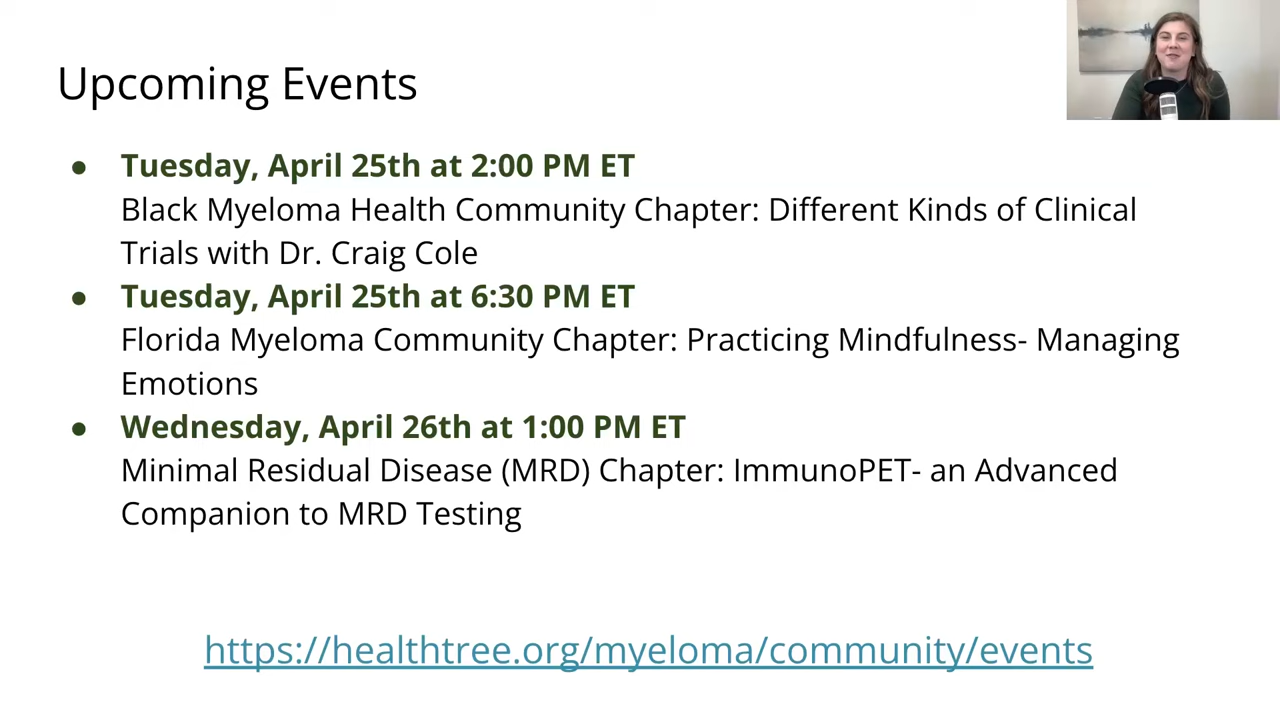 Upcoming Events
● Tuesday, April 25th at 2:00 PM ET
Black Myeloma Health Community Chapter: Different Kinds of Clinical
Trials with Dr. Craig Cole
● Tuesday, April 25th at 6:30 PM ET
Florida Myeloma Community Chapter: Practicing Mindfulness- Managing
Emotions
● Wednesday, April 26th at 1:00 PM ET
Minimal Residual Disease (MRD) Chapter: ImmunoPET- an Advanced
Companion to MRD Testing
https://healthtree.org/myeloma/community/events